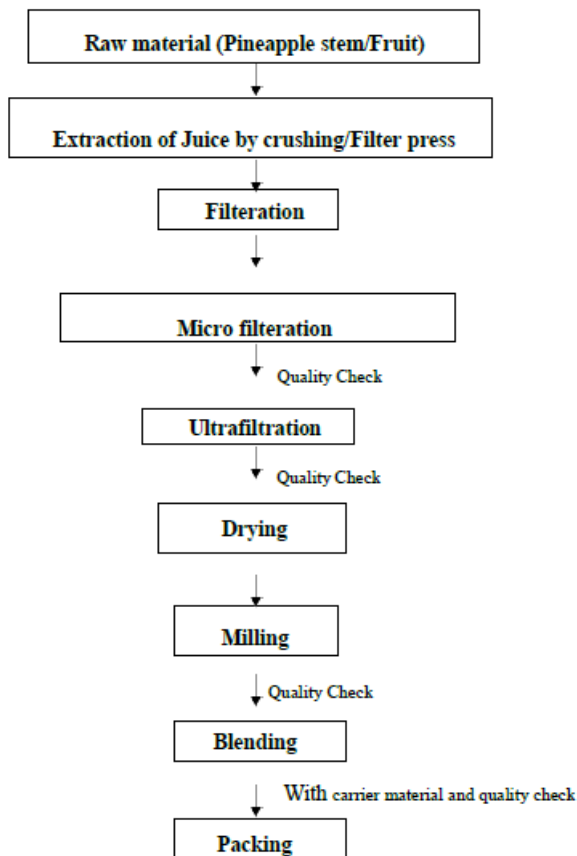 Raw material (Pineapple stem/Fruit)
Extraction of Juice by crushing/Filter press
Filteration
Micro filteration
Quality Check
Ultrafiltration
Quality Check
Drying
Milling
Quality Check
Blending
With carrier material and quality check
Packing